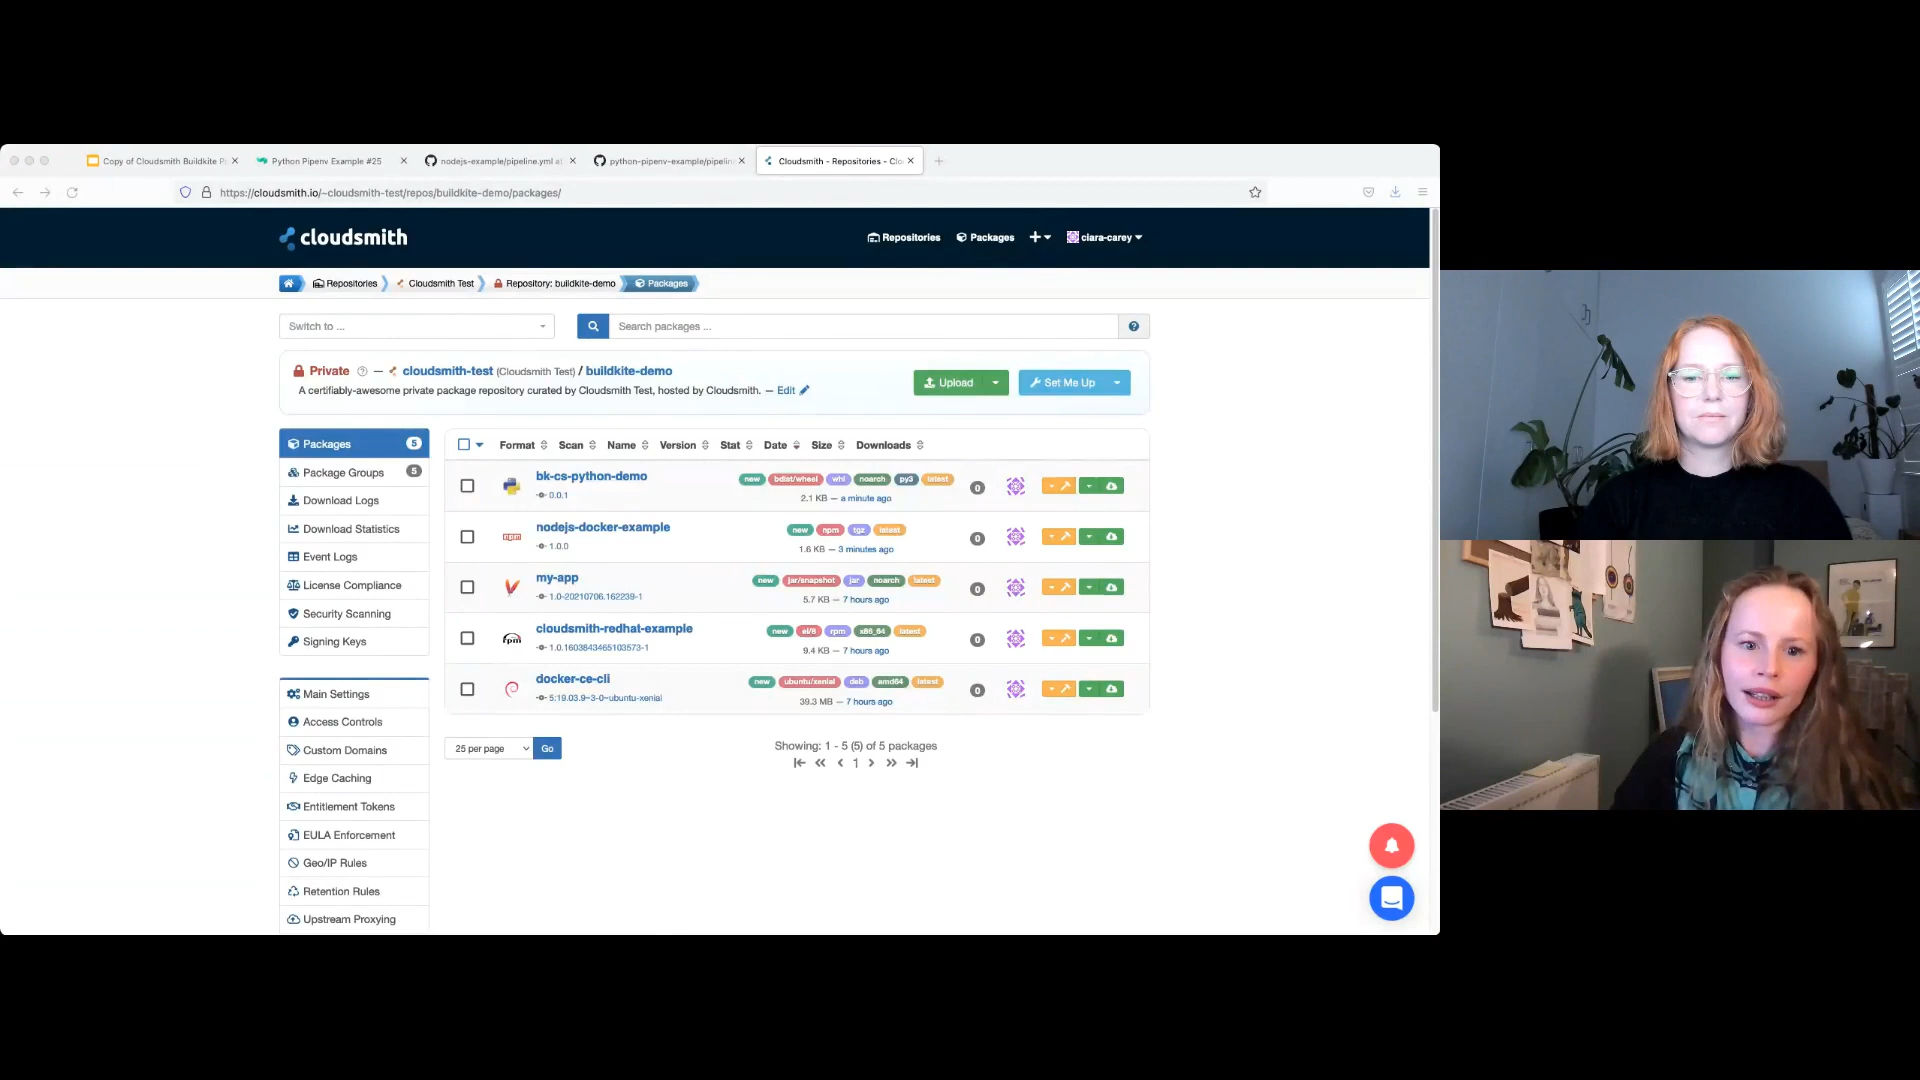 Copy of Cloudsmith Buildkite P
Python Pipenv Example #25
nodejs-example/pipeline.yml at
python-pipenv-example/pipelin
Cloudsmith - Repositories - Clo
https://cloudsmith.io/~cloudsmith-test/repos/buildkite-demo/packages/
cloudsmith
Repositories
Packages
ciara-carey
Repositories
Cloudsmith Test
Repository: buildkite-demo
Packages
Switch to ...
Search packages ...
Private — cloudsmith-test (Cloudsmith Test) / buildkite-demo
A certifiably-awesome private package repository curated by Cloudsmith Test, hosted by Cloudsmith. — Edit
Upload
Set Me Up
Packages 5
Package Groups 5
Download Logs
Download Statistics
Event Logs
License Compliance
Security Scanning
Signing Keys
Main Settings
Access Controls
Custom Domains
Edge Caching
Entitlement Tokens
EULA Enforcement
Geo/IP Rules
Retention Rules
Upstream Proxying
Format Scan Name Version Stat Date Size Downloads
bk-cs-python-demo
0.0.1
new bdist/wheel whl noarch py3 latest
2.1 KB — a minute ago
0
npm
nodejs-docker-example
1.0.0
new npm tgz latest
1.6 KB — 3 minutes ago
0
my-app
1.0-20210706.162239-1
new jar/snapshot jar noarch latest
5.7 KB — 7 hours ago
0
rpm
cloudsmith-redhat-example
1.0.1603843465103573-1
new el/8 rpm x86_64 latest
9.4 KB — 7 hours ago
0
docker-ce-cli
5:19.03.9~3-0~ubuntu-xenial
new ubuntu/xenial deb amd64 latest
39.3 MB — 7 hours ago
0
25 per page
Go
Showing: 1 - 5 (5) of 5 packages
1